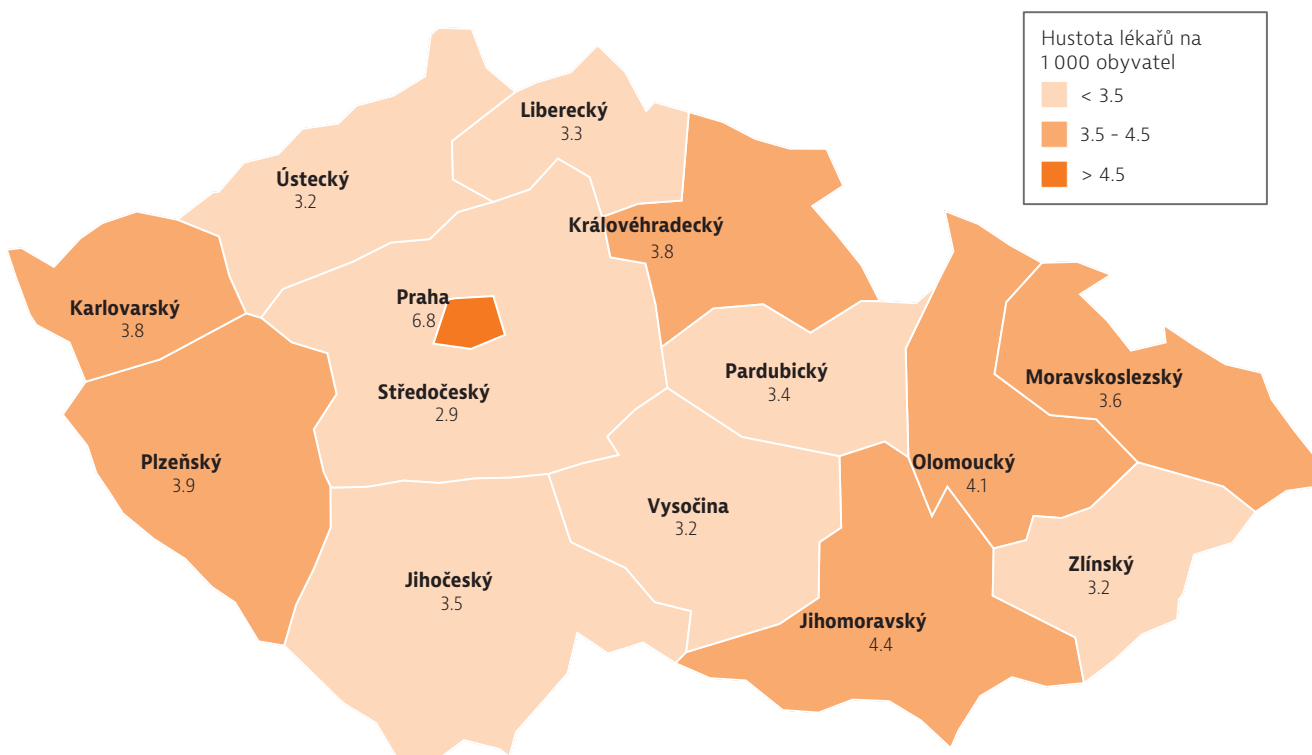 Hustota lékařů na
1 000 obyvatel
< 3.5
3.5 - 4.5
> 4.5
Liberecký
3.3
Ústecký
3.2
Královéhradecký
3.8
Karlovarský
3.8
Praha
6.8
Středočeský
2.9
Pardubický
3.4
Moravskoslezský
3.6
Plzeňský
3.9
Olomoucký
4.1
Vysočina
3.2
Jihočeský
3.5
Zlínský
3.2
Jihomoravský
4.4